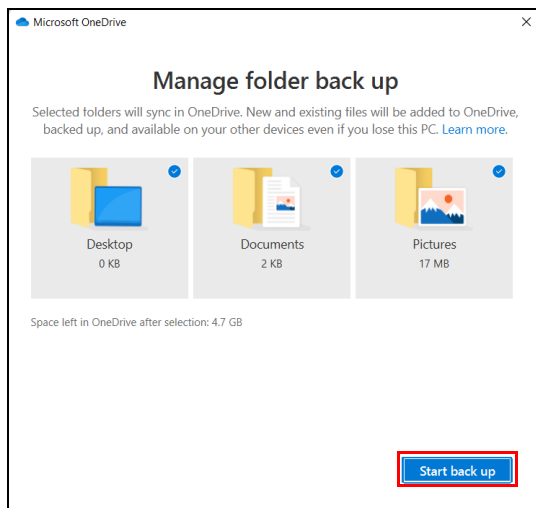 Microsoft OneDrive
Manage folder back up
Selected folders will sync in OneDrive. New and existing files will be added to OneDrive,
backed up, and available on your other devices even if you lose this PC. Learn more.
Desktop
0 KB
Documents
2 KB
Pictures
17 MB
Space left in OneDrive after selection: 4.7 GB
Start back up